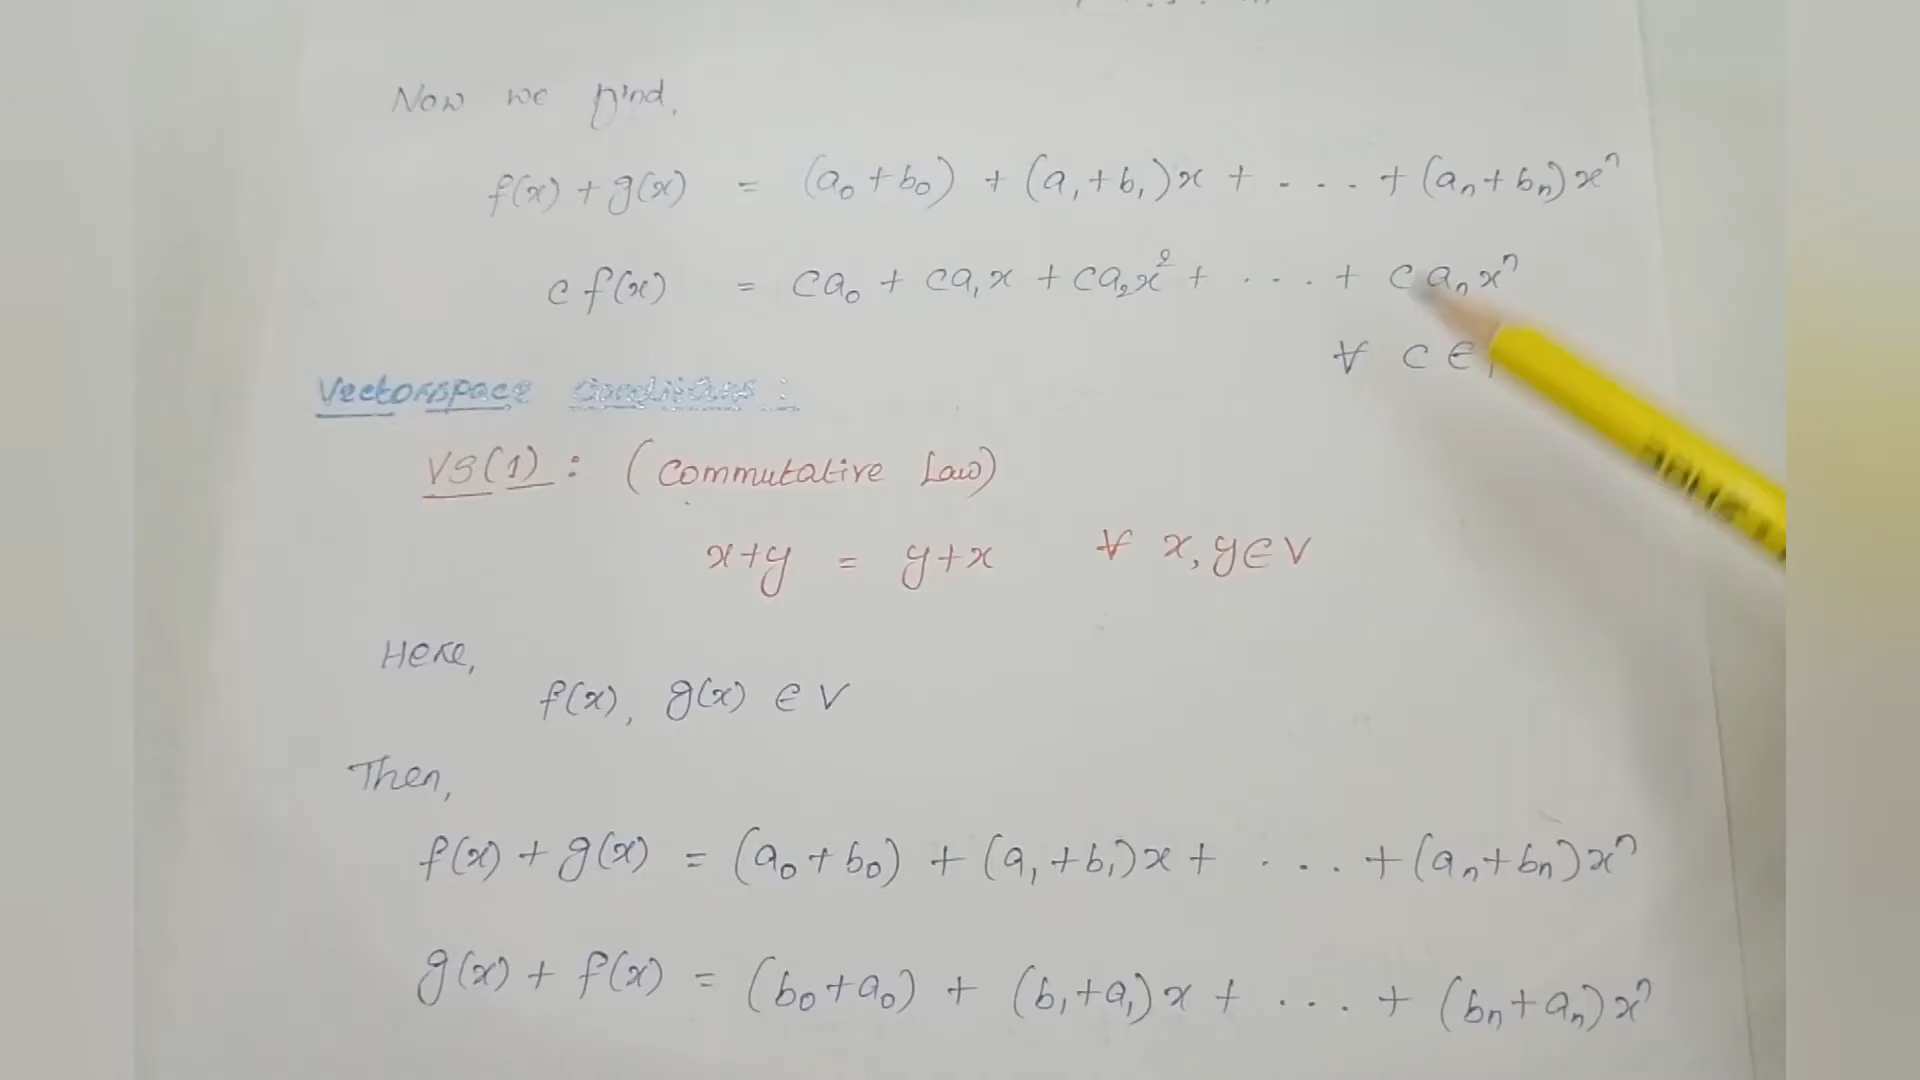 Now we find,
f(x) + g(x) = (a₀ + b₀) + (a₁ + b₁)x + . . . . + (aₙ + bₙ)xⁿ
c f(x) = ca₀ + ca₁x + ca₂x² + . . . . + c aₙxⁿ
∀ c ∈
Vectorspace Conditions :
VS(1) : (Commutative Law)
x+y = y+x ∀ x, y ∈ V
Here,
f(x), g(x) ∈ V
Then,
f(x) + g(x) = (a₀ + b₀) + (a₁ + b₁)x + . . . . + (aₙ + bₙ)xⁿ
g(x) + f(x) = (b₀ + a₀) + (b₁ + a₁)x + . . . . + (bₙ + aₙ)xⁿ